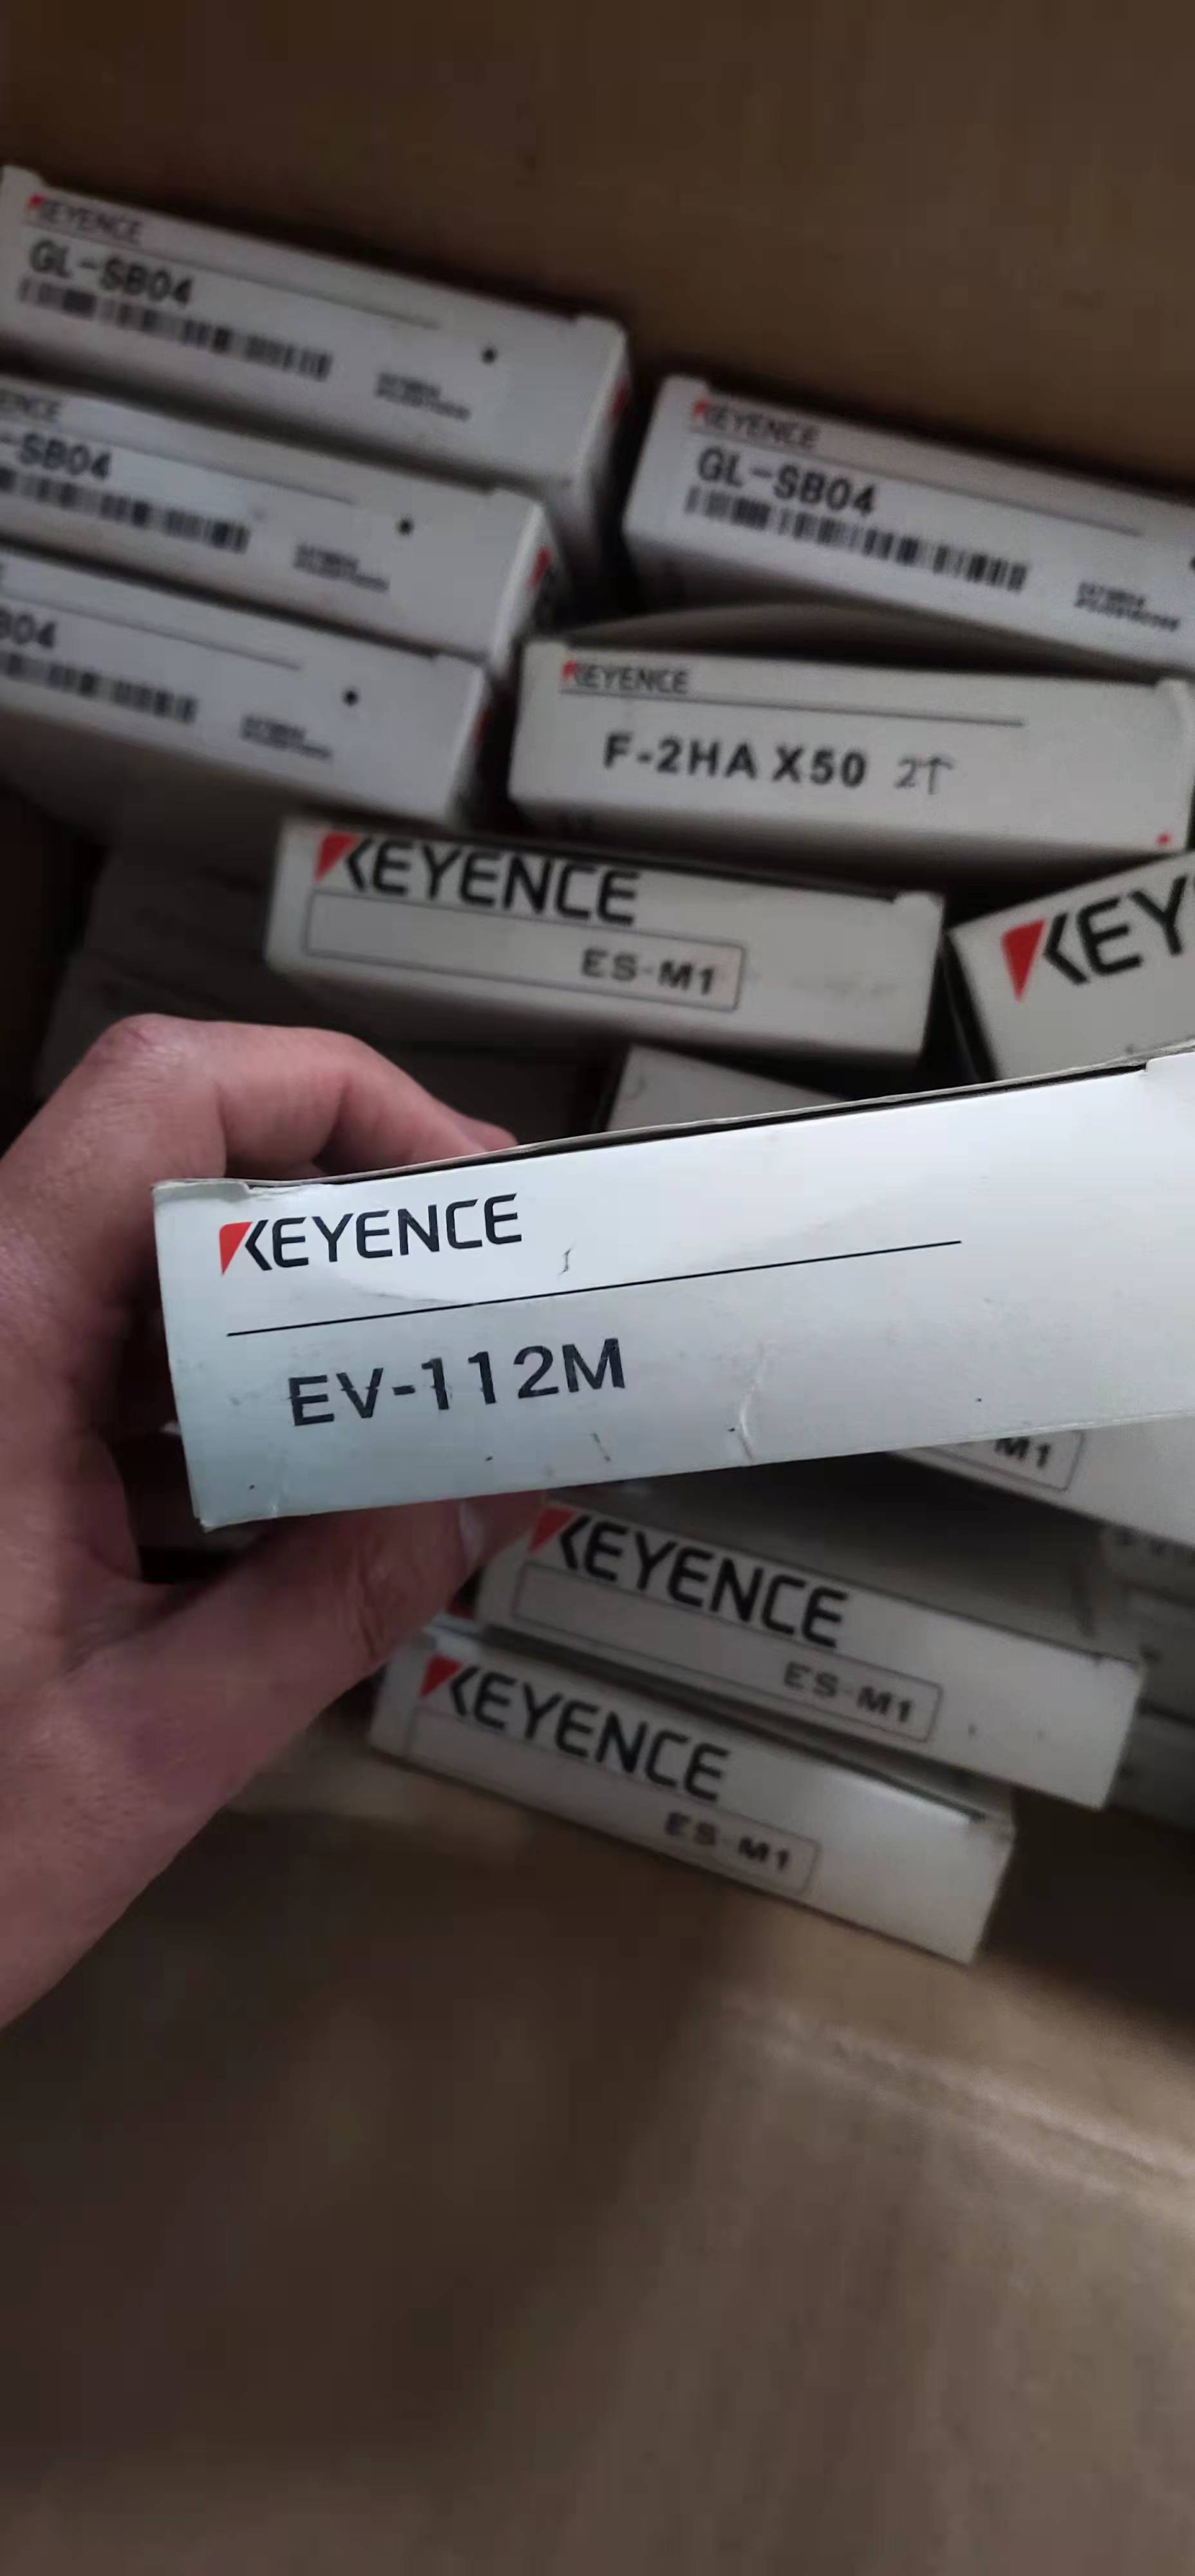 KEYENCE
GL-SB04
KEYENCE
GL-SB04
ENCE
-SB04
B04
KEYENCE
F-2HA X50 2个
KEYENCE
ES-M1
KEY
KEYENCE
EV-112M
M1
KEYENCE
ES-M1
KEYENCE
ES-M1